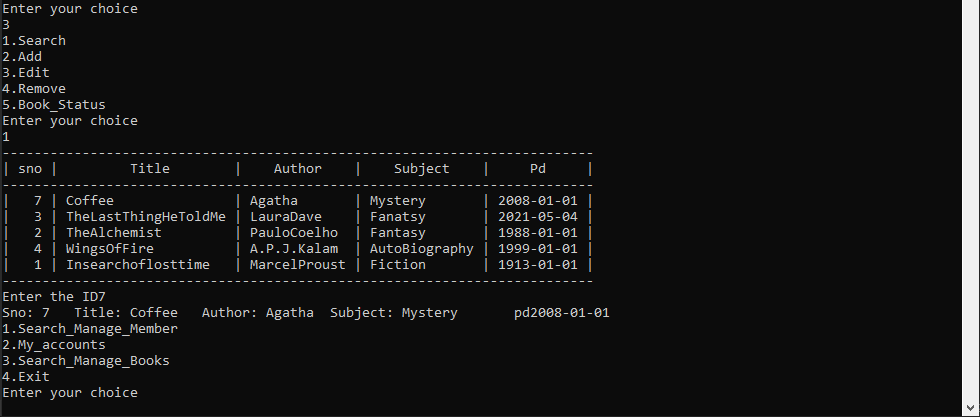 Enter your choice
3
1.Search
2.Add
3.Edit
4.Remove
5.Book_Status
Enter your choice
1
--------------------------------------------------------------------------
| sno |         Title         |    Author    |    Subject    |     Pd     |
--------------------------------------------------------------------------
|   7 | Coffee                | Agatha       | Mystery       | 2008-01-01 |
|   3 | TheLastThingHeToldMe  | LauraDave    | Fanatsy       | 2021-05-04 |
|   2 | TheAlchemist          | PauloCoelho  | Fantasy       | 1988-01-01 |
|   4 | WingsOfFire           | A.P.J.Kalam  | AutoBiography | 1999-01-01 |
|   1 | Insearchoflosttime    | MarcelProust | Fiction       | 1913-01-01 |
--------------------------------------------------------------------------
Enter the ID7
Sno: 7   Title: Coffee   Author: Agatha  Subject: Mystery       pd2008-01-01
1.Search_Manage_Member
2.My_accounts
3.Search_Manage_Books
4.Exit
Enter your choice